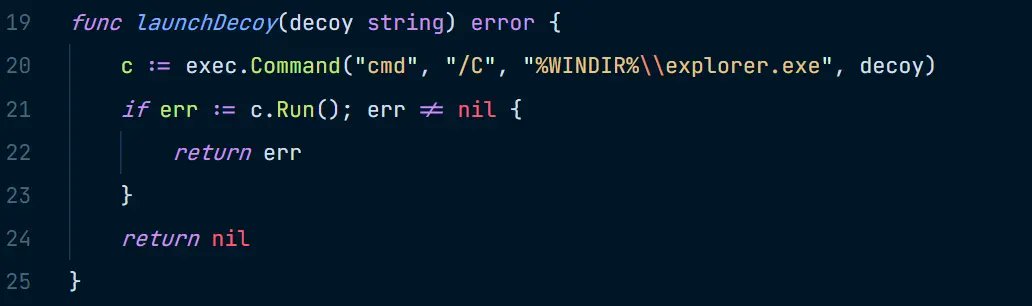 19 func launchDecoy(decoy string) error {
20 c := exec.Command("cmd", "/C", "%WINDIR%\\explorer.exe", decoy)
21 if err := c.Run(); err != nil {
22 return err
23 }
24 return nil
25 }